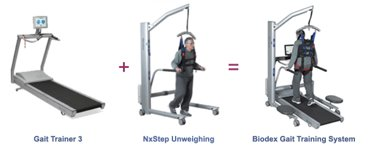 + =
Gait Trainer 3 NxStep Unweighing Biodex Gait Training System